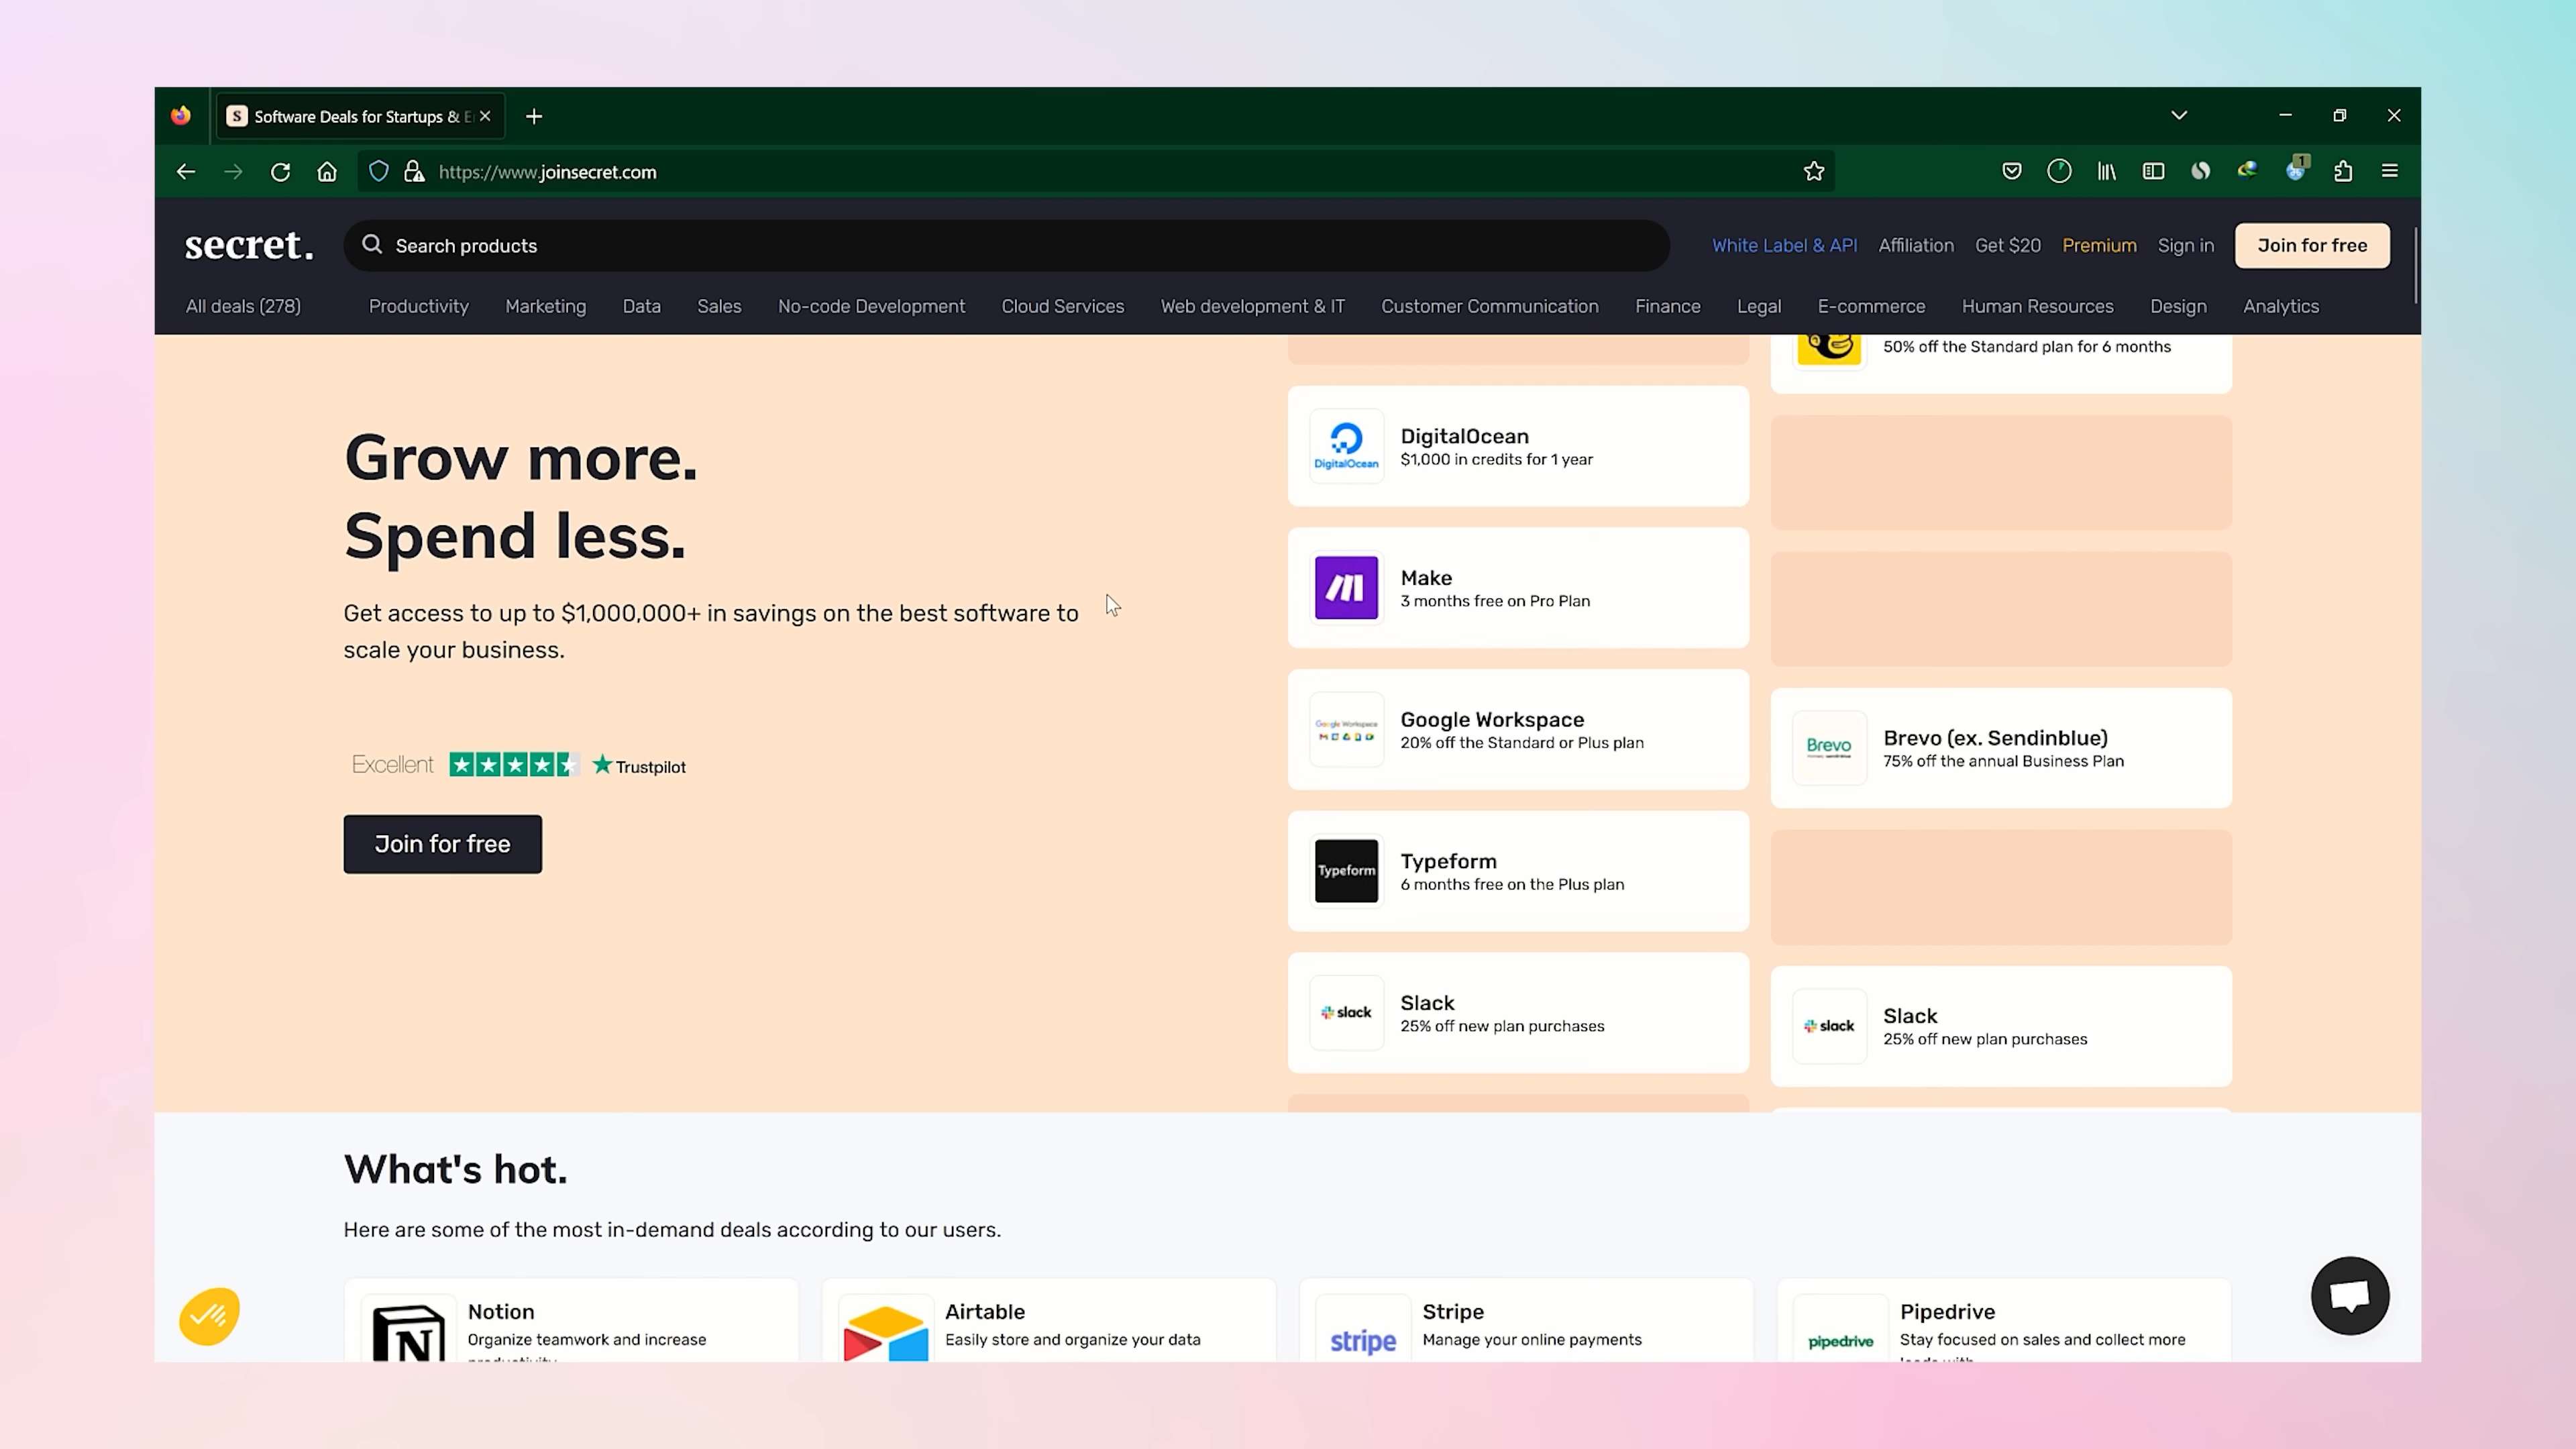 Software Deals for Startups &
https://www.joinsecret.com
1
secret.
Search products
White Label & API
Affiliation
Get $20
Premium
Sign in
Join for free
All deals (278)
Productivity
Marketing
Data
Sales
No-code Development
Cloud Services
Web development & IT
Customer Communication
Finance
Legal
E-commerce
Human Resources
Design
Analytics
Grow more.
Spend less.
Get access to up to $1,000,000+ in savings on the best software to
scale your business.
Excellent
Trustpilot
Join for free
DigitalOcean
DigitalOcean
$1,000 in credits for 1 year
Make
3 months free on Pro Plan
Google Workspace
Google Workspace
20% off the Standard or Plus plan
Typeform
Typeform
6 months free on the Plus plan
slack
Slack
25% off new plan purchases
50% off the Standard plan for 6 months
Brevo
Brevo (ex. Sendinblue)
75% off the annual Business Plan
slack
Slack
25% off new plan purchases
What's hot.
Here are some of the most in-demand deals according to our users.
Notion
Organize teamwork and increase
Airtable
Easily store and organize your data
stripe
Stripe
Manage your online payments
pipedrive
Pipedrive
Stay focused on sales and collect more